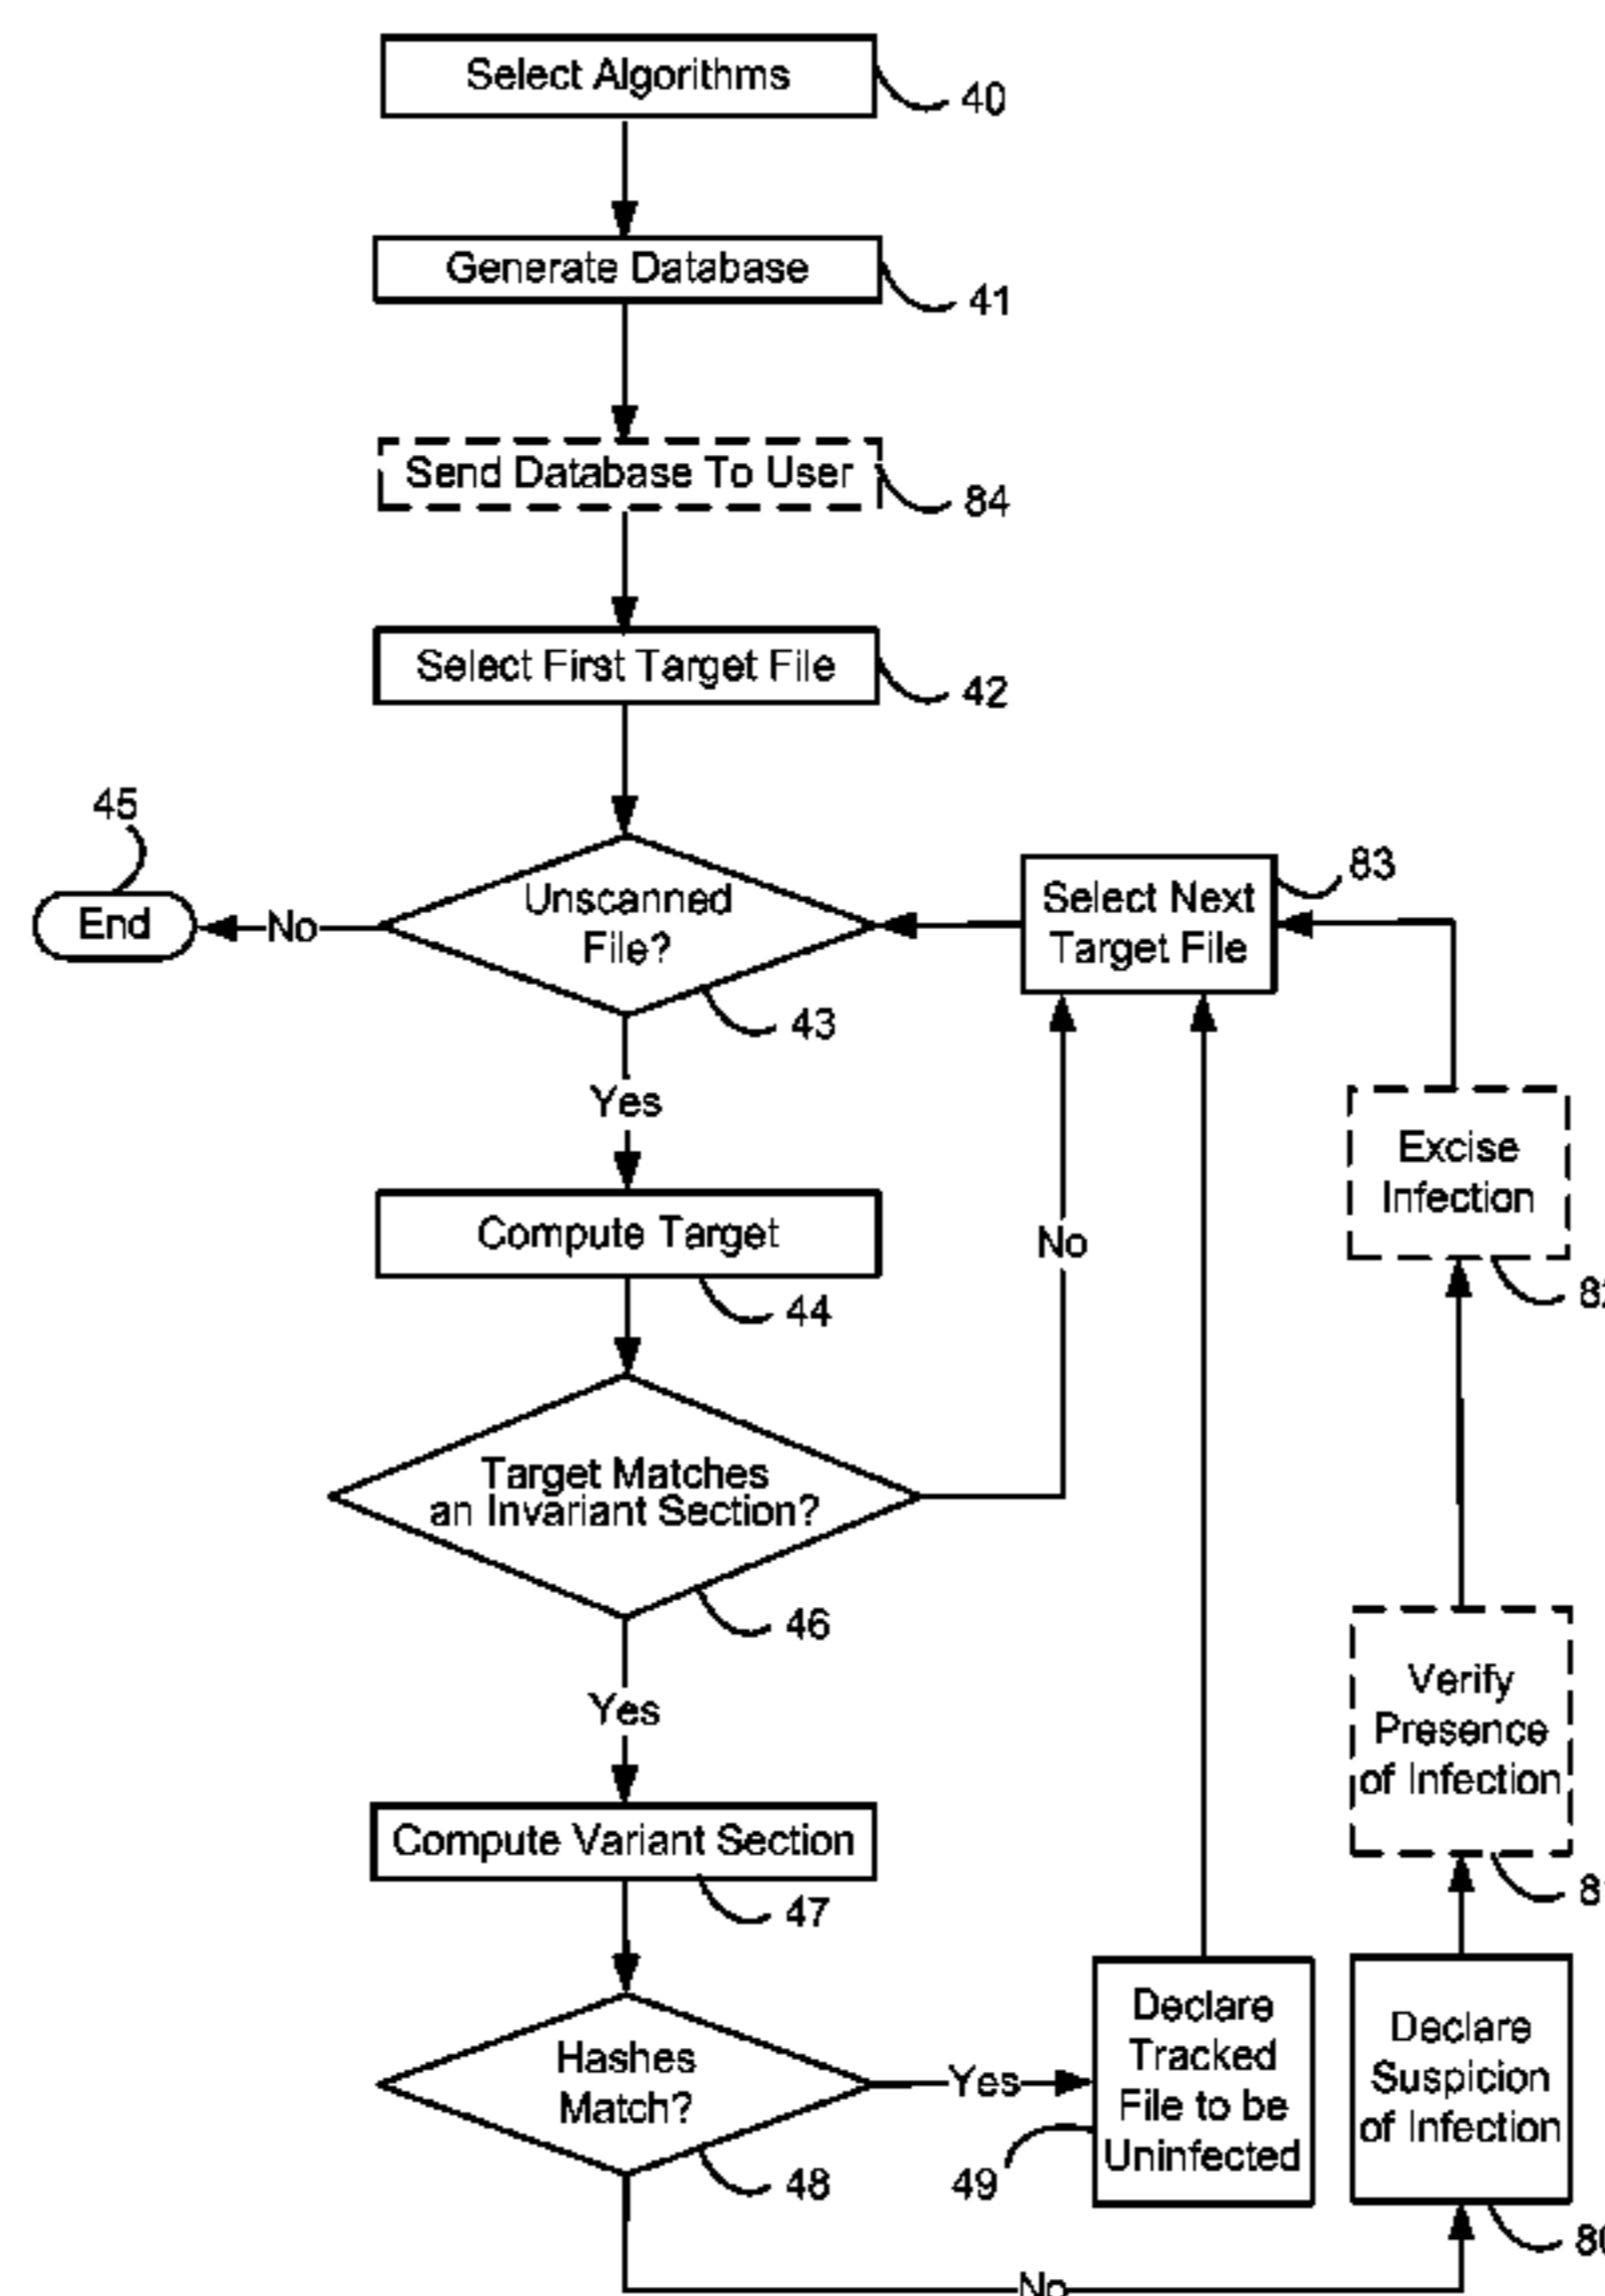 Select Algorithms
40
Generate Database
41
Send Database To User
84
Select First Target File
42
45
End
No
Unscanned
File?
43
Select Next
Target File
83
Yes
Compute Target
44
No
Excise
Infection
Target Matches
an Invariant Section?
46
Yes
Verify
Presence
of Infection
Compute Variant Section
47
Hashes
Match?
48
Yes
Declare
Tracked
File to be
Uninfected
49
Declare
Suspicion
of Infection
No